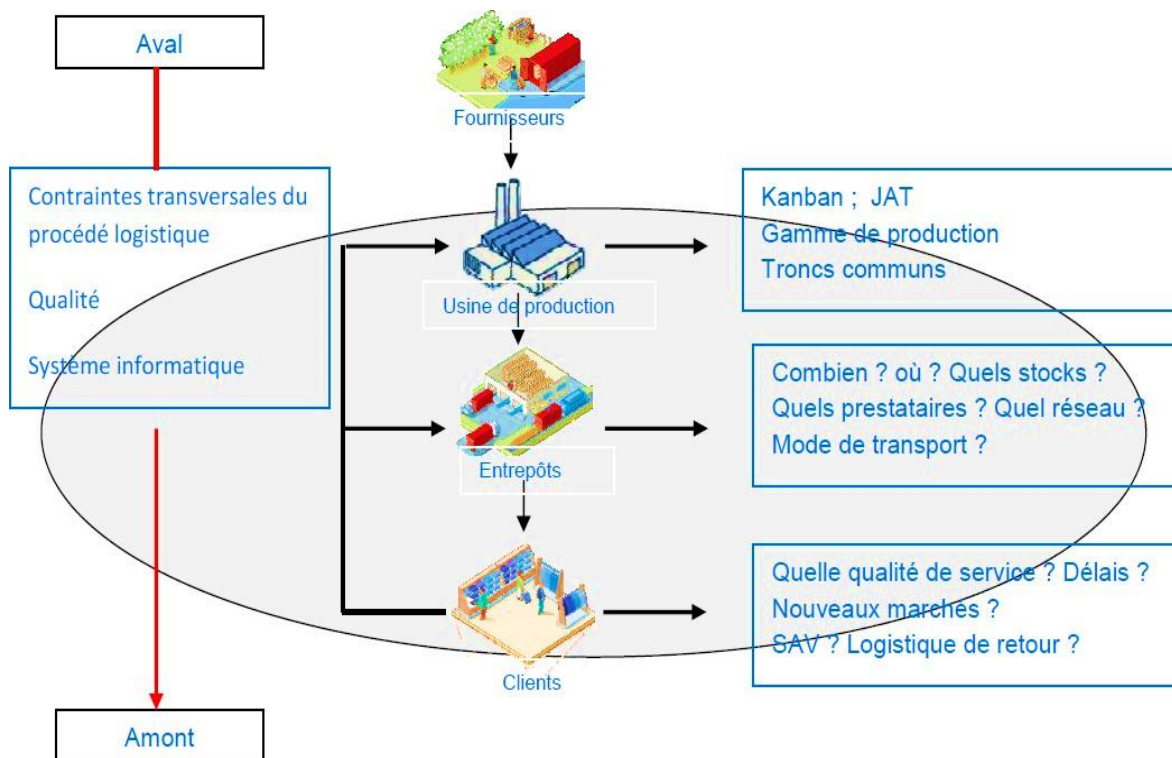 Aval
Fournisseurs
Contraintes transversales du
procédé logistique
Qualité
Système informatique
Usine de production
Kanban ; JAT
Gamme de production
Troncs communs
Entrepôts
Combien ? où ? Quels stocks ?
Quels prestataires ? Quel réseau ?
Mode de transport ?
Clients
Quelle qualité de service ? Délais ?
Nouveaux marchés ?
SAV ? Logistique de retour ?
Amont